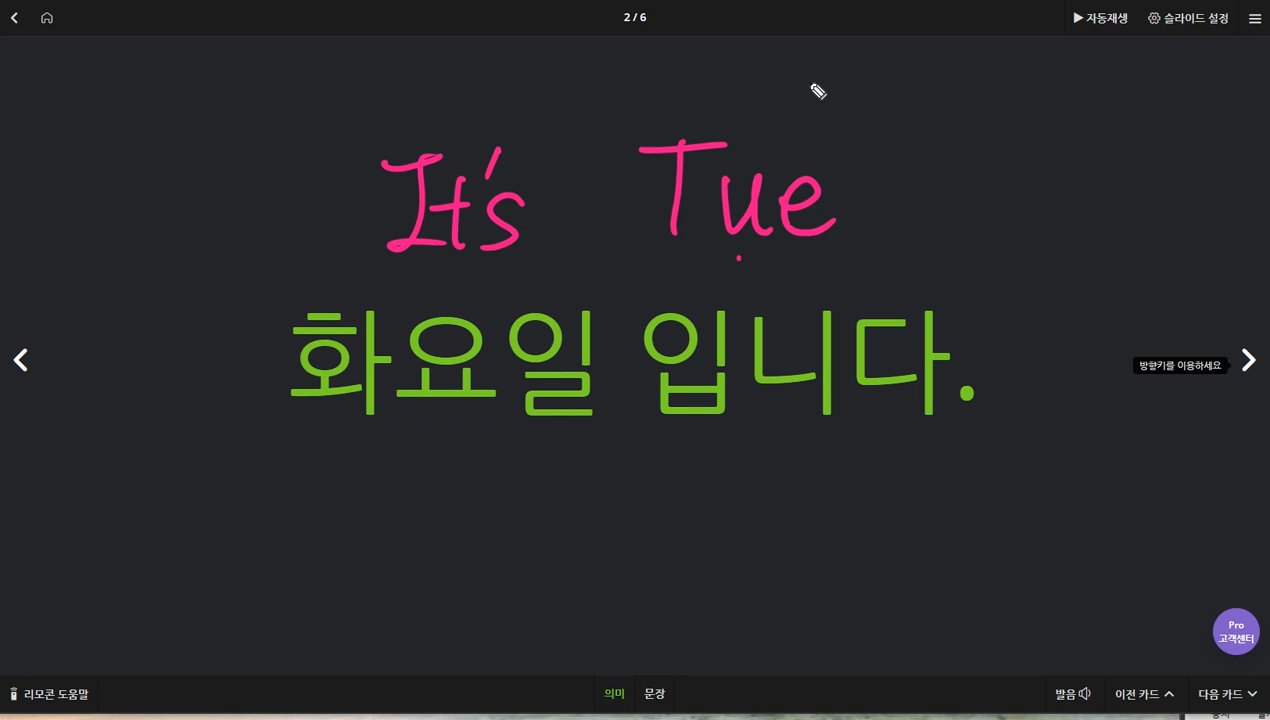 2 / 6
자동재생
슬라이드 설정
It's Tue
화요일 입니다.
방향키를 이용하세요
Pro
고객센터
리모콘 도움말
의미
문장
발음
이전 카드
다음 카드